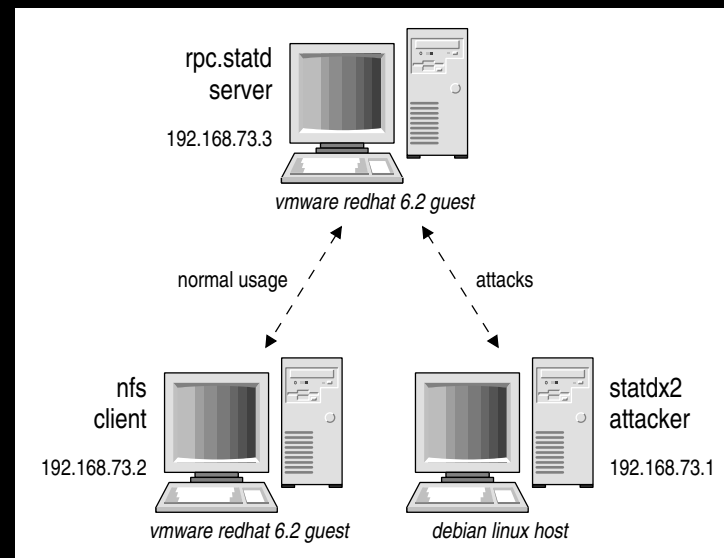 rpc.statd
server
192.168.73.3
vmware redhat 6.2 guest
normal usage
attacks
nfs
client
192.168.73.2
vmware redhat 6.2 guest
statdx2
attacker
192.168.73.1
debian linux host